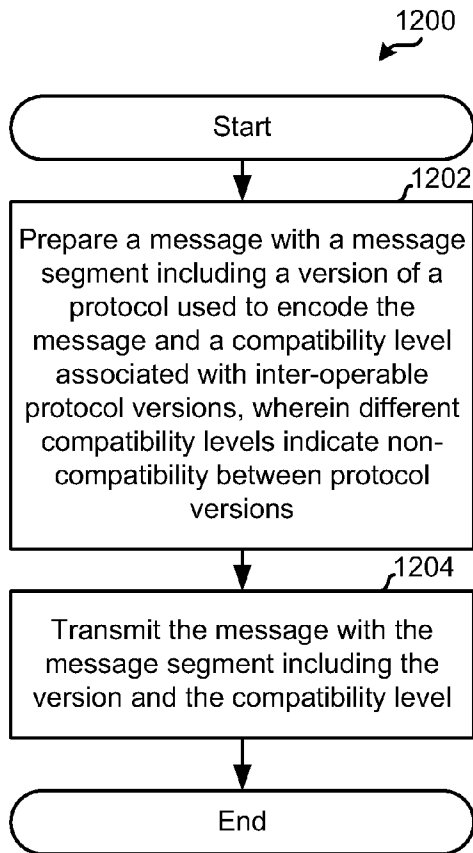 1200
Start
1202
Prepare a message with a message
segment including a version of a
protocol used to encode the
message and a compatibility level
associated with inter-operable
protocol versions, wherein different
compatibility levels indicate non-
compatibility between protocol
versions
1204
Transmit the message with the
message segment including the
version and the compatibility level
End